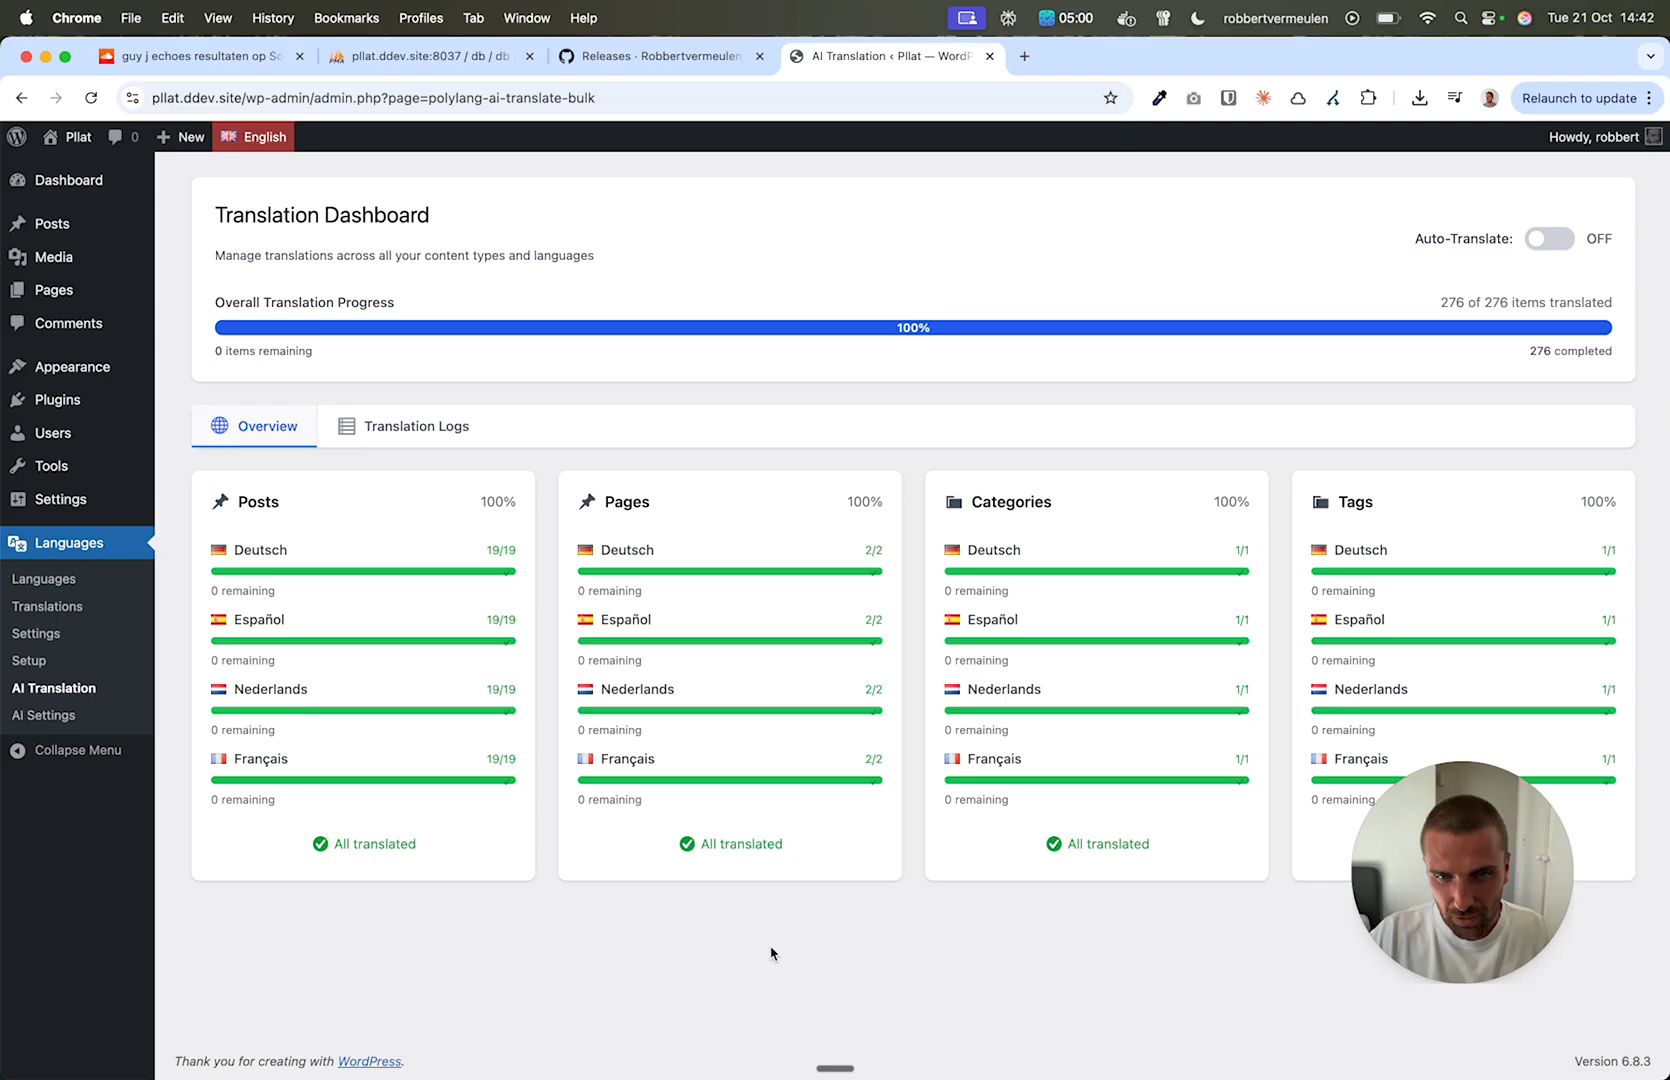 Chrome File Edit View History Bookmarks Profiles Tab Window Help 05:00 robbertvermeulen Tue 21 Oct 14:42
guy j echoes resultaten op So
pllat.ddev.site:8037 / db / db
Releases · Robbertvermeulen
AI Translation ‹ Pllat — WordP
pllat.ddev.site/wp-admin/admin.php?page=polylang-ai-translate-bulk
Relaunch to update
Pllat 0 New English Howdy, robbert
Dashboard
Posts
Media
Pages
Comments
Appearance
Plugins
Users
Tools
Settings
Languages
Languages
Translations
Settings
Setup
AI Translation
AI Settings
Collapse Menu
Translation Dashboard
Manage translations across all your content types and languages
Auto-Translate: OFF
Overall Translation Progress 276 of 276 items translated
100%
0 items remaining 276 completed
Overview Translation Logs
Posts 100%
Deutsch 19/19
0 remaining
Español 19/19
0 remaining
Nederlands 19/19
0 remaining
Français 19/19
0 remaining
All translated
Pages 100%
Deutsch 2/2
0 remaining
Español 2/2
0 remaining
Nederlands 2/2
0 remaining
Français 2/2
0 remaining
All translated
Categories 100%
Deutsch 1/1
0 remaining
Español 1/1
0 remaining
Nederlands 1/1
0 remaining
Français 1/1
0 remaining
All translated
Tags 100%
Deutsch 1/1
0 remaining
Español 1/1
0 remaining
Nederlands 1/1
0 remaining
Français 1/1
0 remaining
Thank you for creating with WordPress.
Version 6.8.3